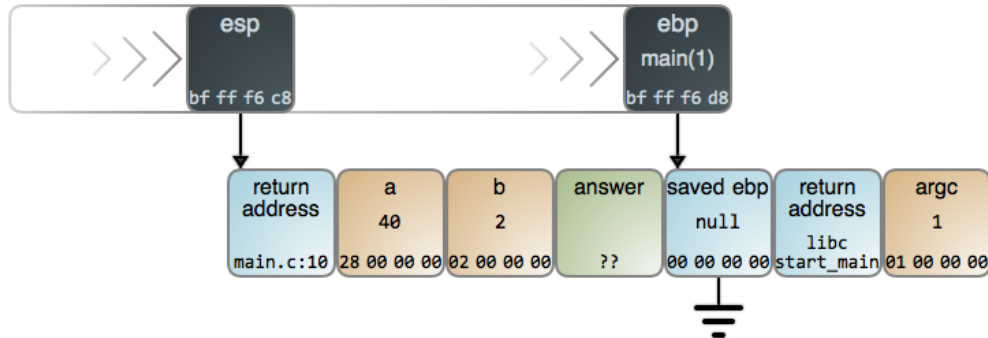 esp
bf ff f6 c8
ebp
main(1)
bf ff f6 d8
return
address
main.c:10
a
40
28 00 00 00
b
2
02 00 00 00
answer
??
saved ebp
null
00 00 00 00
return
address
libc
start_main
argc
1
01 00 00 00